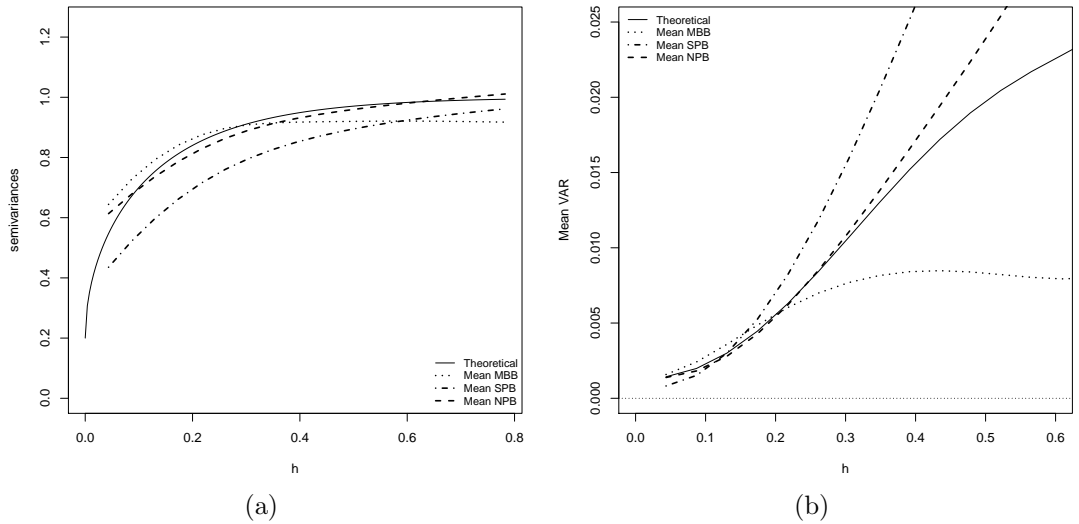 0.0 0.2 0.4 0.6 0.8 1.0 1.2
semivariances
0.0 0.2 0.4 0.6 0.8
h
Theoretical
Mean MBB
Mean SPB
Mean NPB
(a)
0.000 0.005 0.010 0.015 0.020 0.025
Mean VAR
0.0 0.1 0.2 0.3 0.4 0.5 0.6
h
Theoretical
Mean MBB
Mean SPB
Mean NPB
(b)